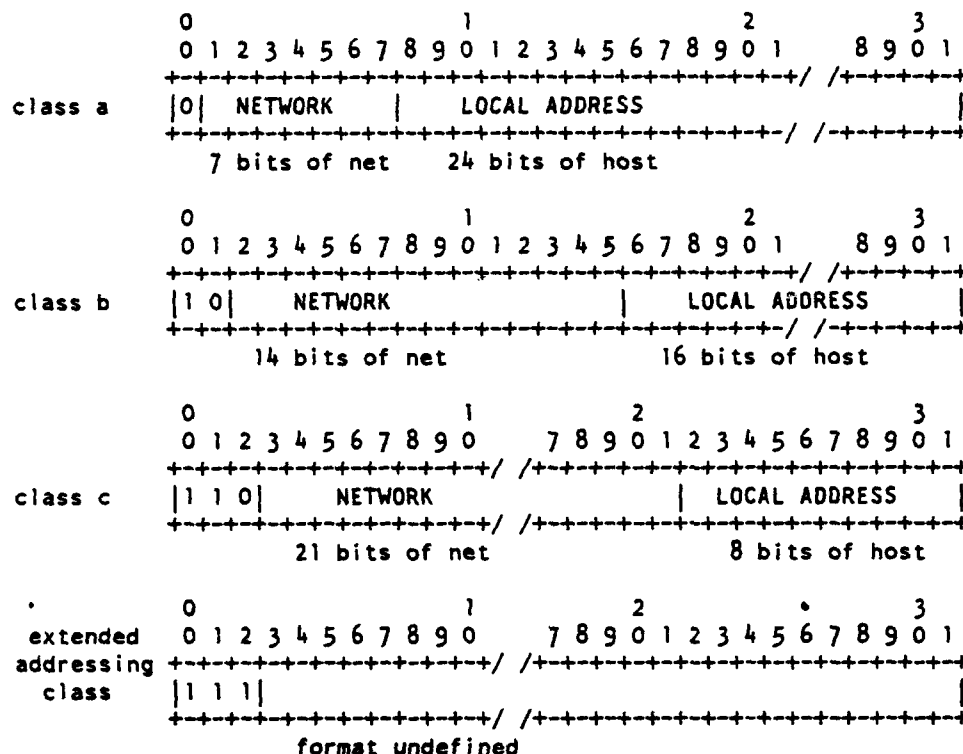 0 1 2 3
0 1 2 3 4 5 6 7 8 9 0 1 2 3 4 5 6 7 8 9 0 1 8 9 0 1
+-+-+-+-+-+-+-+-+-+-+-+-+-+-+-+-+-+-+-+-+-+-+/ /+-+-+-+-+
class a |0| NETWORK | LOCAL ADDRESS |
+-+-+-+-+-+-+-+-+-+-+-+-+-+-+-+-+-+-+-+-+-+-/ /-+-+-+-+-+
7 bits of net 24 bits of host
0 1 2 3
0 1 2 3 4 5 6 7 8 9 0 1 2 3 4 5 6 7 8 9 0 1 8 9 0 1
+-+-+-+-+-+-+-+-+-+-+-+-+-+-+-+-+-+-+-+-+-+-+/ /+-+-+-+-+
class b |1 0| NETWORK | LOCAL ADDRESS |
+-+-+-+-+-+-+-+-+-+-+-+-+-+-+-+-+-+-+-+-+-+-/ /-+-+-+-+-+
14 bits of net 16 bits of host
0 1 2 3
0 1 2 3 4 5 6 7 8 9 0 7 8 9 0 1 2 3 4 5 6 7 8 9 0 1
+-+-+-+-+-+-+-+-+-+-+-+/ /+-+-+-+-+-+-+-+-+-+-+-+-+-+-+-+
class c |1 1 0| NETWORK | LOCAL ADDRESS |
+-+-+-+-+-+-+-+-+-+-+-+/ /+-+-+-+-+-+-+-+-+-+-+-+-+-+-+-+
21 bits of net 8 bits of host
0 1 2 3
extended 0 1 2 3 4 5 6 7 8 9 0 7 8 9 0 1 2 3 4 5 6 7 8 9 0 1
addressing +-+-+-+-+-+-+-+-+-+-+-+/ /+-+-+-+-+-+-+-+-+-+-+-+-+-+-+-+
class |1 1 1| |
+-+-+-+-+-+-+-+-+-+-+-+/ /+-+-+-+-+-+-+-+-+-+-+-+-+-+-+-+
format undefined